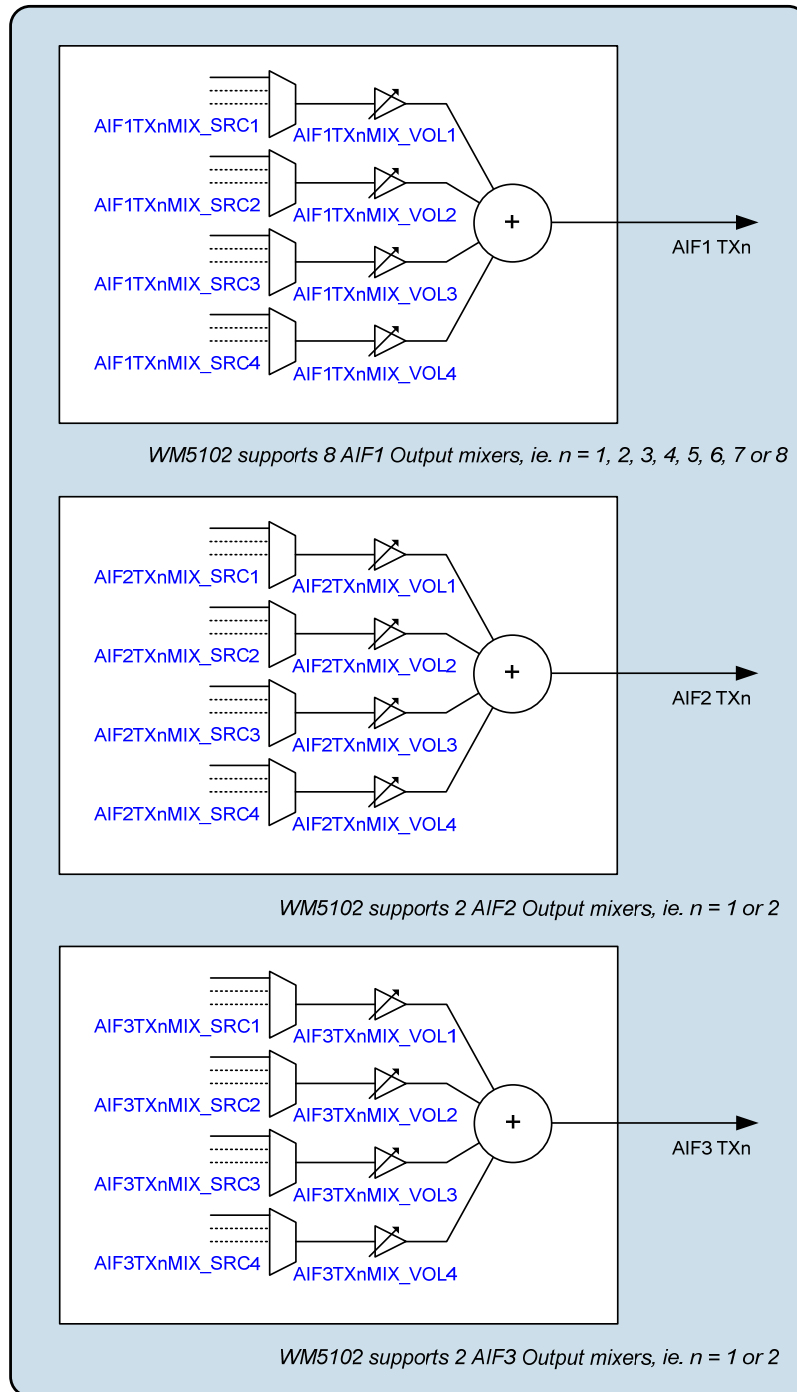 AIF1TXnMIX_SRC1
AIF1TXnMIX_VOL1
AIF1TXnMIX_SRC2
AIF1TXnMIX_VOL2
+
AIF1 TXn
AIF1TXnMIX_SRC3
AIF1TXnMIX_VOL3
AIF1TXnMIX_SRC4
AIF1TXnMIX_VOL4
WM5102 supports 8 AIF1 Output mixers, ie. n = 1, 2, 3, 4, 5, 6, 7 or 8
AIF2TXnMIX_SRC1
AIF2TXnMIX_VOL1
AIF2TXnMIX_SRC2
AIF2TXnMIX_VOL2
+
AIF2 TXn
AIF2TXnMIX_SRC3
AIF2TXnMIX_VOL3
AIF2TXnMIX_SRC4
AIF2TXnMIX_VOL4
WM5102 supports 2 AIF2 Output mixers, ie. n = 1 or 2
AIF3TXnMIX_SRC1
AIF3TXnMIX_VOL1
AIF3TXnMIX_SRC2
AIF3TXnMIX_VOL2
+
AIF3 TXn
AIF3TXnMIX_SRC3
AIF3TXnMIX_VOL3
AIF3TXnMIX_SRC4
AIF3TXnMIX_VOL4
WM5102 supports 2 AIF3 Output mixers, ie. n = 1 or 2